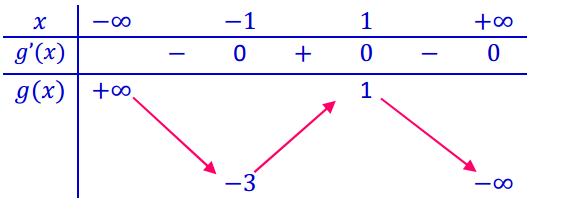 x −∞ −1 1 +∞
g’(x) − 0 + 0 − 0
g(x) +∞ 1
−3 −∞